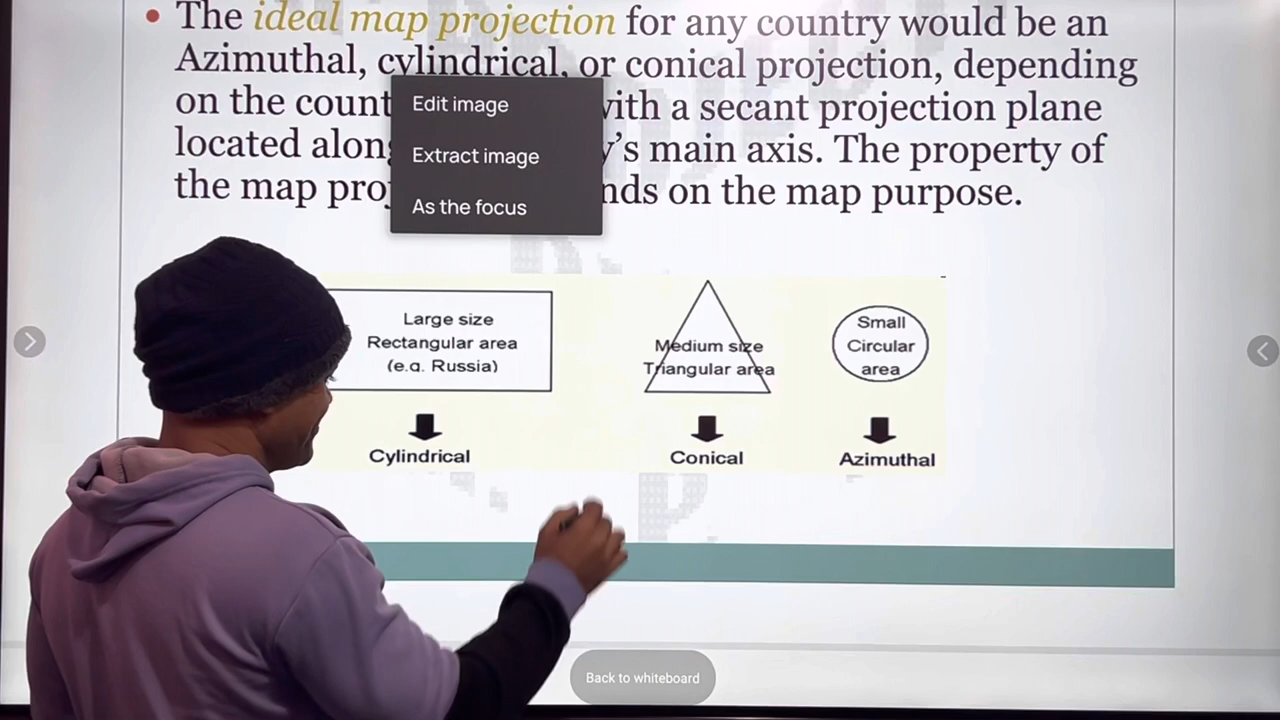 • The ideal map projection for any country would be an
Azimuthal, cylindrical, or conical projection, depending
on the count with a secant projection plane
located along y's main axis. The property of
the map proj nds on the map purpose.
Edit image
Extract image
As the focus
Large size
Rectangular area
(e.g. Russia)
Medium size
Triangular area
Small
Circular
area
Cylindrical
Conical
Azimuthal
Back to whiteboard